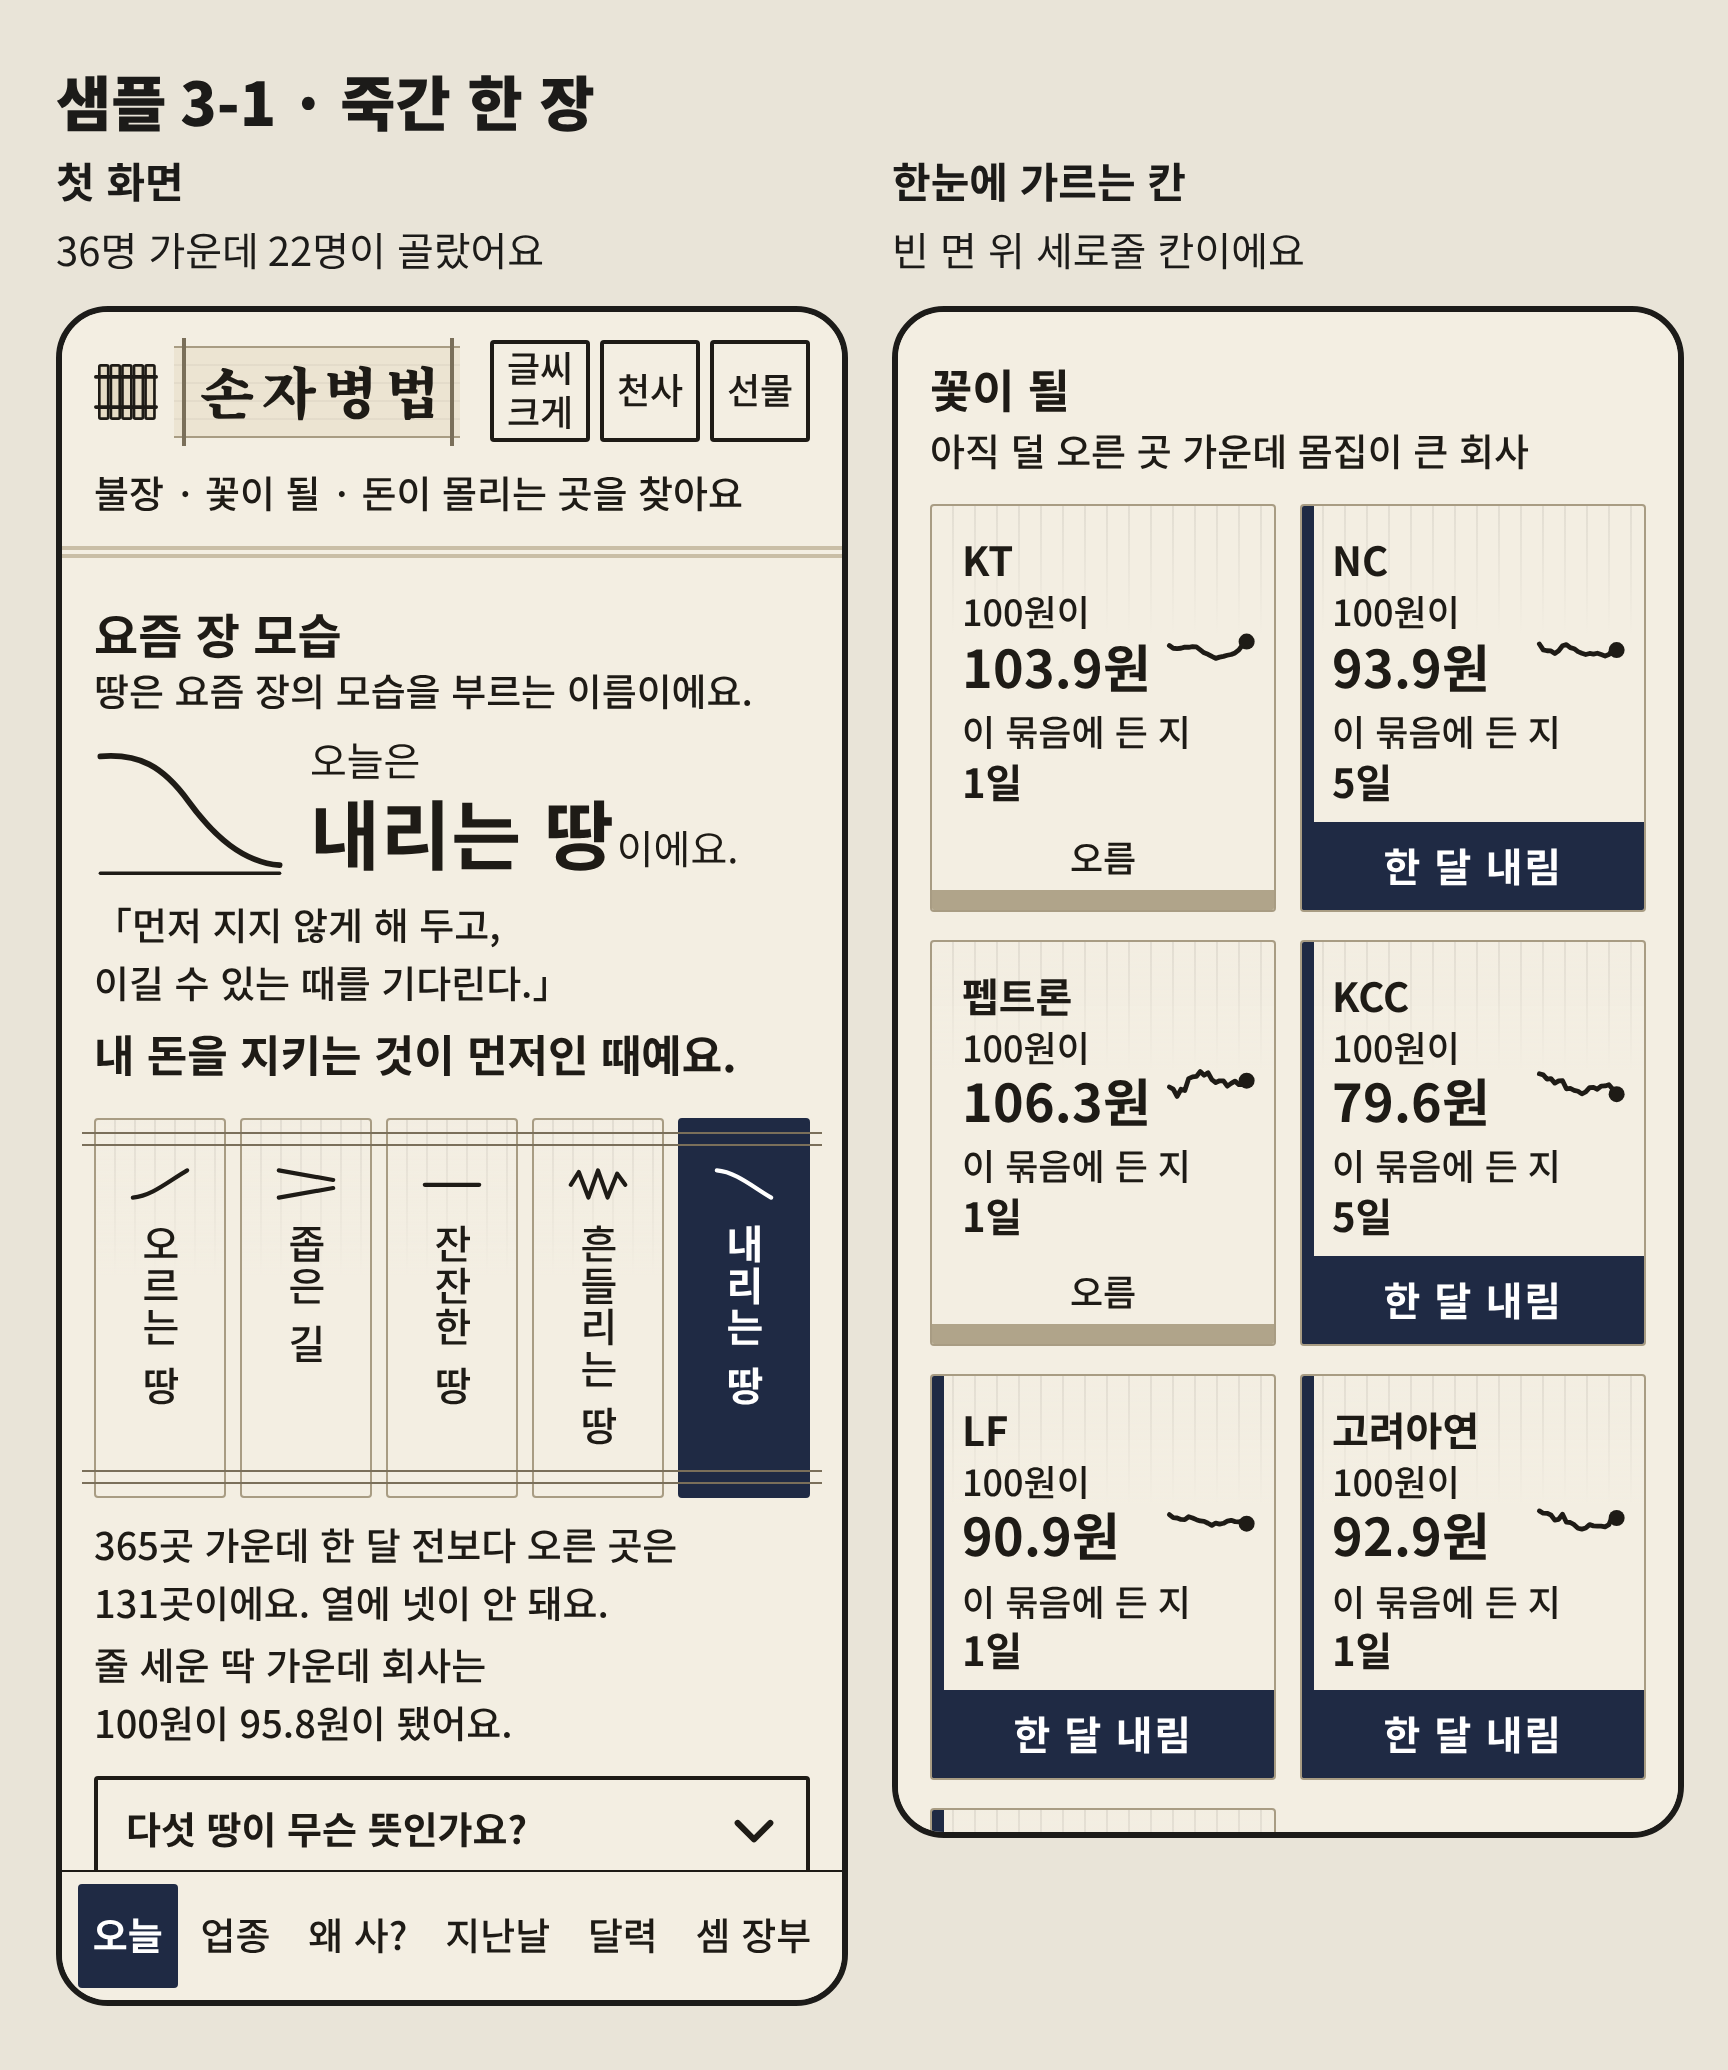 샘플 3-1 · 죽간 한 장
첫 화면
36명 가운데 22명이 골랐어요
손자병법
글씨
크게
천사
선물
불장 · 꽃이 될 · 돈이 몰리는 곳을 찾아요
요즘 장 모습
땅은 요즘 장의 모습을 부르는 이름이에요.
오늘은
내리는 땅이에요.
「먼저 지지 않게 해 두고,
이길 수 있는 때를 기다린다.」
내 돈을 지키는 것이 먼저인 때예요.
오르는 땅
좁은 길
잔잔한 땅
흔들리는 땅
내리는 땅
365곳 가운데 한 달 전보다 오른 곳은
131곳이에요. 열에 넷이 안 돼요.
줄 세운 딱 가운데 회사는
100원이 95.8원이 됐어요.
다섯 땅이 무슨 뜻인가요?
오늘
업종
왜 사?
지난날
달력
셈 장부
한눈에 가르는 칸
빈 면 위 세로줄 칸이에요
꽃이 될
아직 덜 오른 곳 가운데 몸집이 큰 회사
KT
100원이
103.9원
이 묶음에 든 지
1일
오름
NC
100원이
93.9원
이 묶음에 든 지
5일
한 달 내림
펩트론
100원이
106.3원
이 묶음에 든 지
1일
오름
KCC
100원이
79.6원
이 묶음에 든 지
5일
한 달 내림
LF
100원이
90.9원
이 묶음에 든 지
1일
한 달 내림
고려아연
100원이
92.9원
이 묶음에 든 지
1일
한 달 내림